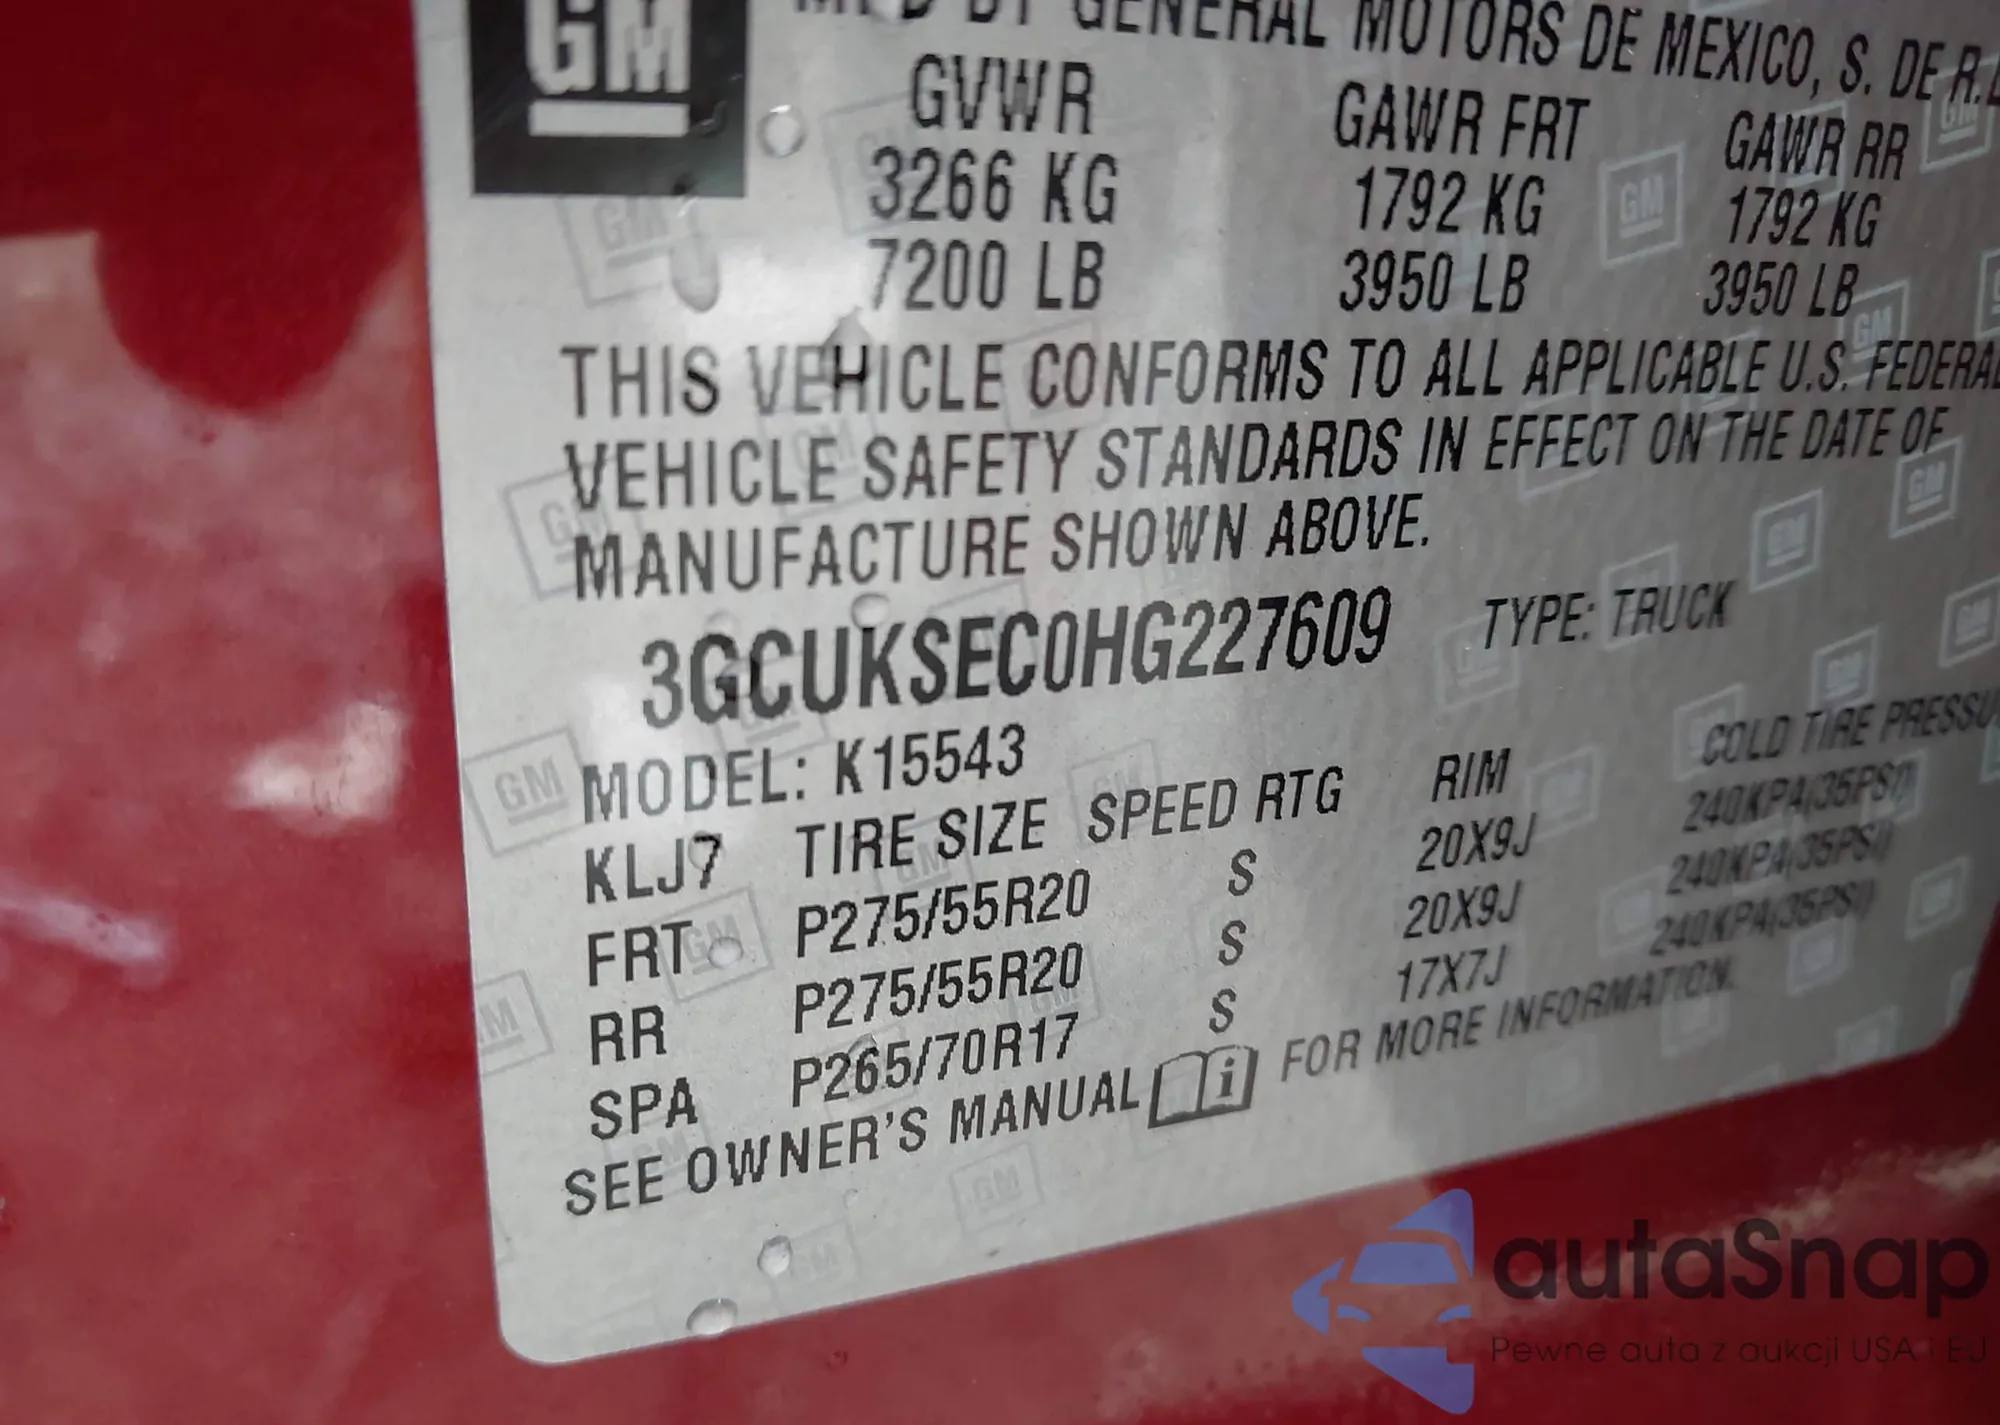 GM
MFD BY GENERAL MOTORS DE MEXICO, S. DE R.L
GVWR GAWR FRT GAWR RR
3266 KG 1792 KG 1792 KG
7200 LB 3950 LB 3950 LB
THIS VEHICLE CONFORMS TO ALL APPLICABLE U.S. FEDERAL
VEHICLE SAFETY STANDARDS IN EFFECT ON THE DATE OF
MANUFACTURE SHOWN ABOVE.
3GCUKSEC0HG227609 TYPE: TRUCK
MODEL: K15543
KLJ7 TIRE SIZE SPEED RTG RIM COLD TIRE PRESSU
FRT P275/55R20 S 20X9J 240KPA(35PSI)
RR P275/55R20 S 20X9J 240KPA(35PSI)
SPA P265/70R17 S 17X7J 240KPA(35PSI)
SEE OWNER'S MANUAL i FOR MORE INFORMATION.
autaSnap
Pewne auta z aukcji USA i EU